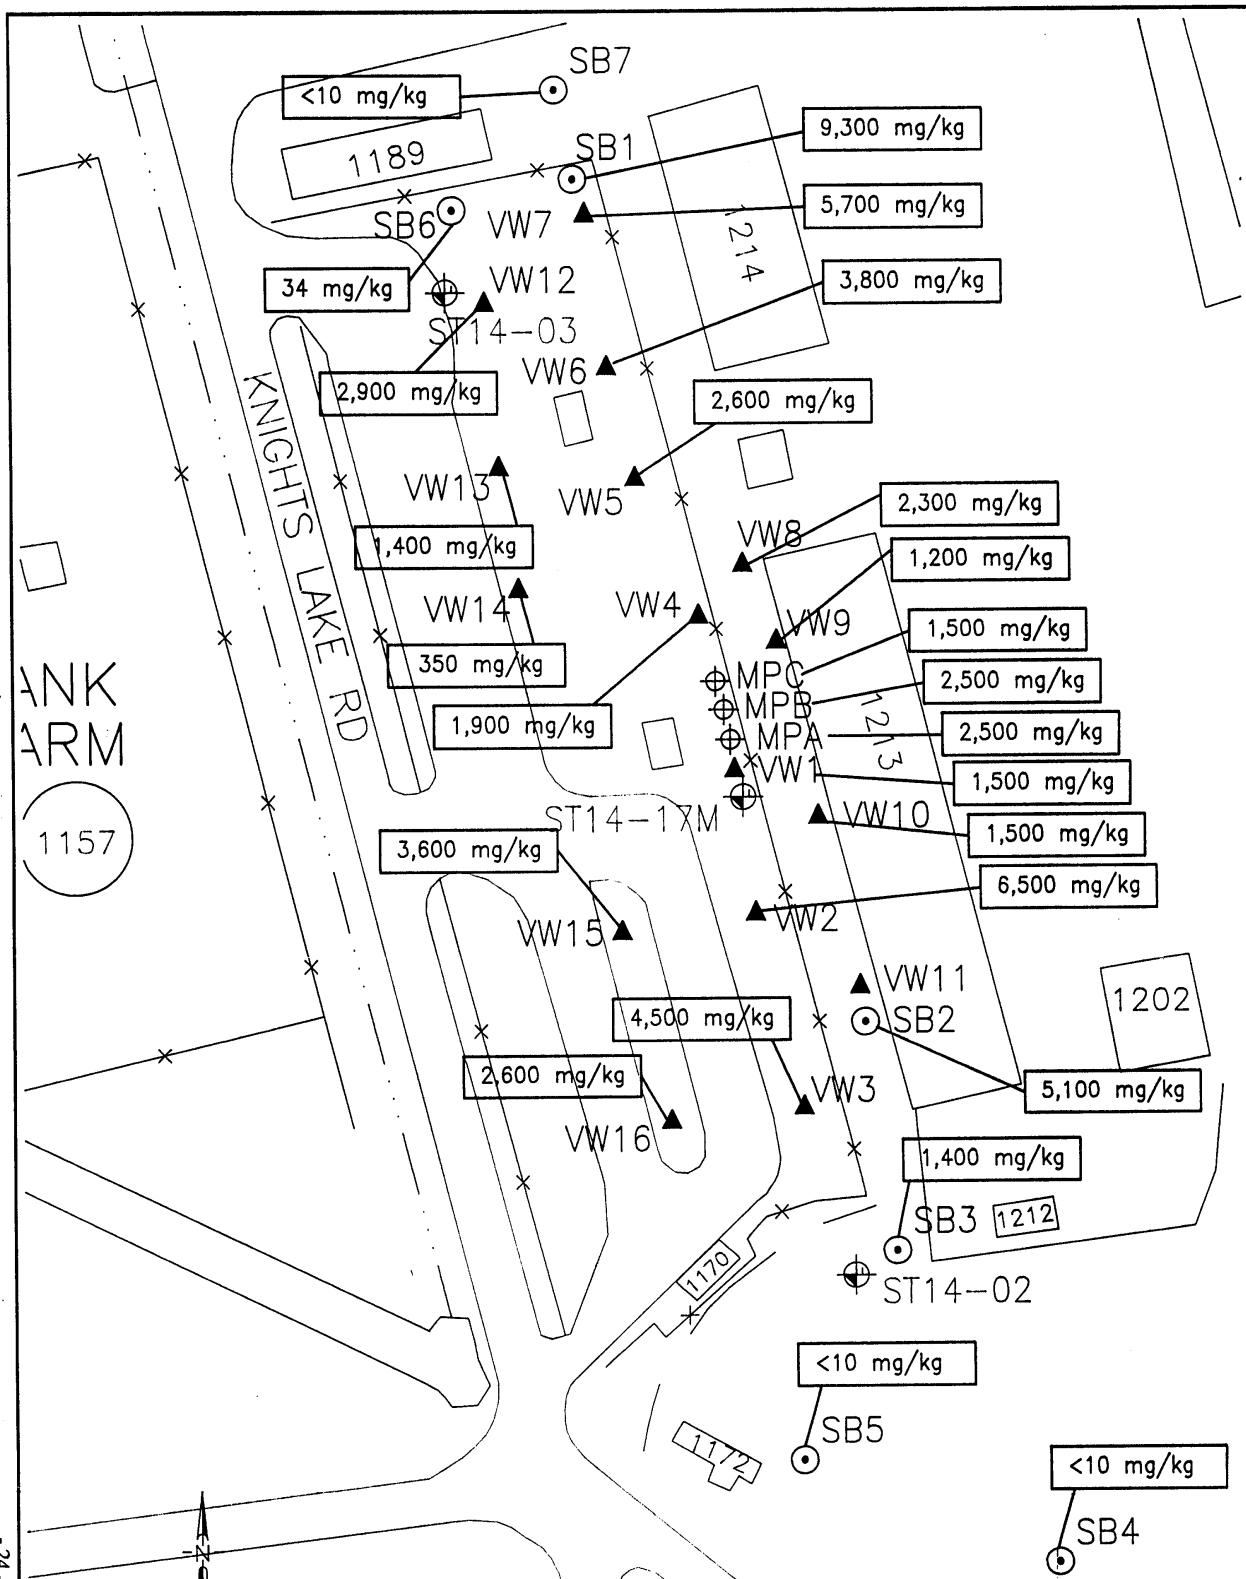 SB7
<10 mg/kg
9,300 mg/kg
SB1
1189
5,700 mg/kg
SB6
VW7
1214
3,800 mg/kg
34 mg/kg
VW12
ST14-03
VW6
2,900 mg/kg
2,600 mg/kg
KNIGHTS LAKE RD
VW13
VW5
2,300 mg/kg
1,400 mg/kg
VW8
1,200 mg/kg
VW14
VW4
VW9
1,500 mg/kg
350 mg/kg
MPC
2,500 mg/kg
ANK
ARM
1,900 mg/kg
MPB
1213
MPA
2,500 mg/kg
VW1
1,500 mg/kg
ST14-17M
VW10
1157
1,500 mg/kg
3,600 mg/kg
6,500 mg/kg
VW15
VW2
VW11
1202
4,500 mg/kg
SB2
2,600 mg/kg
VW3
5,100 mg/kg
VW16
1,400 mg/kg
SB3
1212
1170
ST14-02
<10 mg/kg
SB5
1172
<10 mg/kg
SB4
N